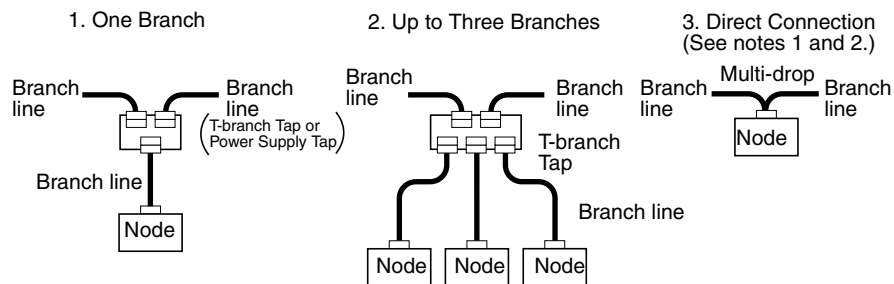 1. One Branch
Branch
line
Branch
line
(T-branch Tap or
Power Supply Tap)
Branch line
Node
2. Up to Three Branches
Branch
line
Branch
line
T-branch
Tap
Branch line
Node
Node
Node
3. Direct Connection
(See notes 1 and 2.)
Branch
line
Multi-drop
Branch
line
Node